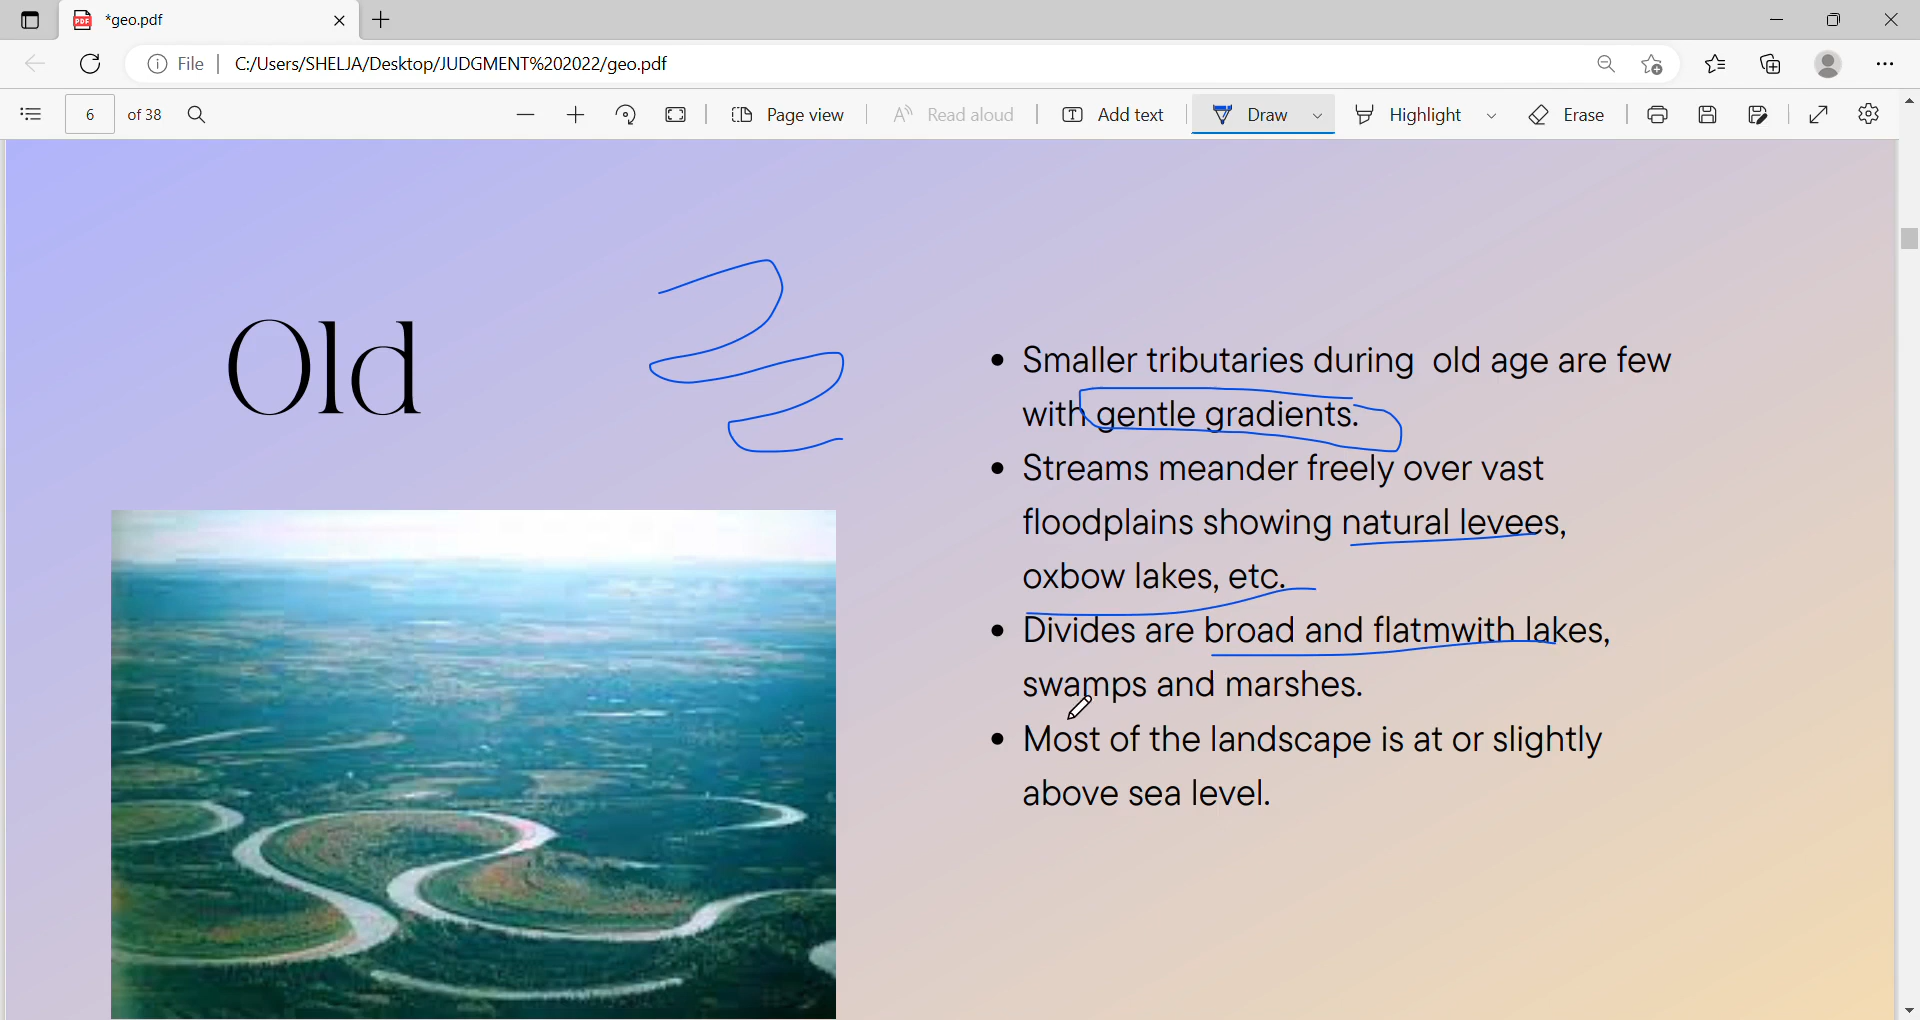 *geo.pdf
File
C:/Users/SHELJA/Desktop/JUDGMENT%202022/geo.pdf
6 of 38
Page view
Read aloud
Add text
Draw
Highlight
Erase
Old
• Smaller tributaries during old age are few
with gentle gradients.
• Streams meander freely over vast
floodplains showing natural levees,
oxbow lakes, etc.
• Divides are broad and flatmwith lakes,
swamps and marshes.
• Most of the landscape is at or slightly
above sea level.